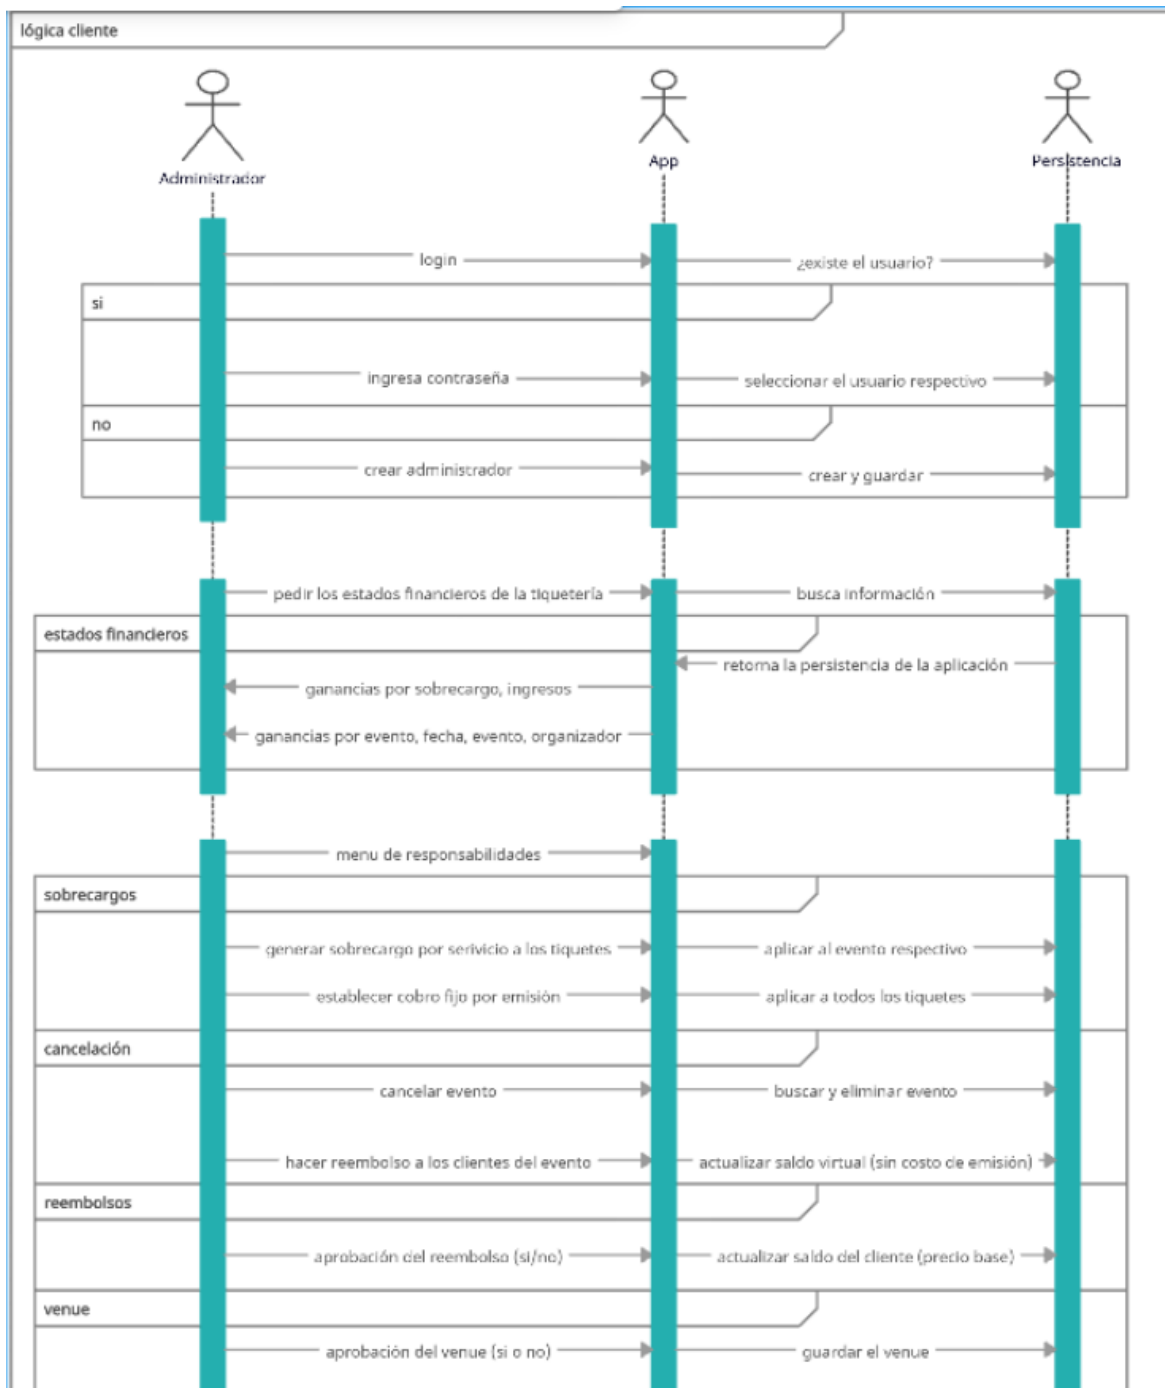 lógica cliente
Administrador
App
Persistencia
login
¿existe el usuario?
si
ingresa contraseña
seleccionar el usuario respectivo
no
crear administrador
crear y guardar
pedir los estados financieros de la tiquetería
busca información
estados financieros
retorna la persistencia de la aplicación
ganancias por sobrecargo, ingresos
ganancias por evento, fecha, evento, organizador
menu de responsabilidades
sobrecargos
generar sobrecargo por serivicio a los tiquetes
aplicar al evento respectivo
establecer cobro fijo por emisión
aplicar a todos los tiquetes
cancelación
cancelar evento
buscar y eliminar evento
hacer reembolso a los clientes del evento
actualizar saldo virtual (sin costo de emisión)
reembolsos
aprobación del reembolso (si/no)
actualizar saldo del cliente (precio base)
venue
aprobación del venue (si o no)
guardar el venue